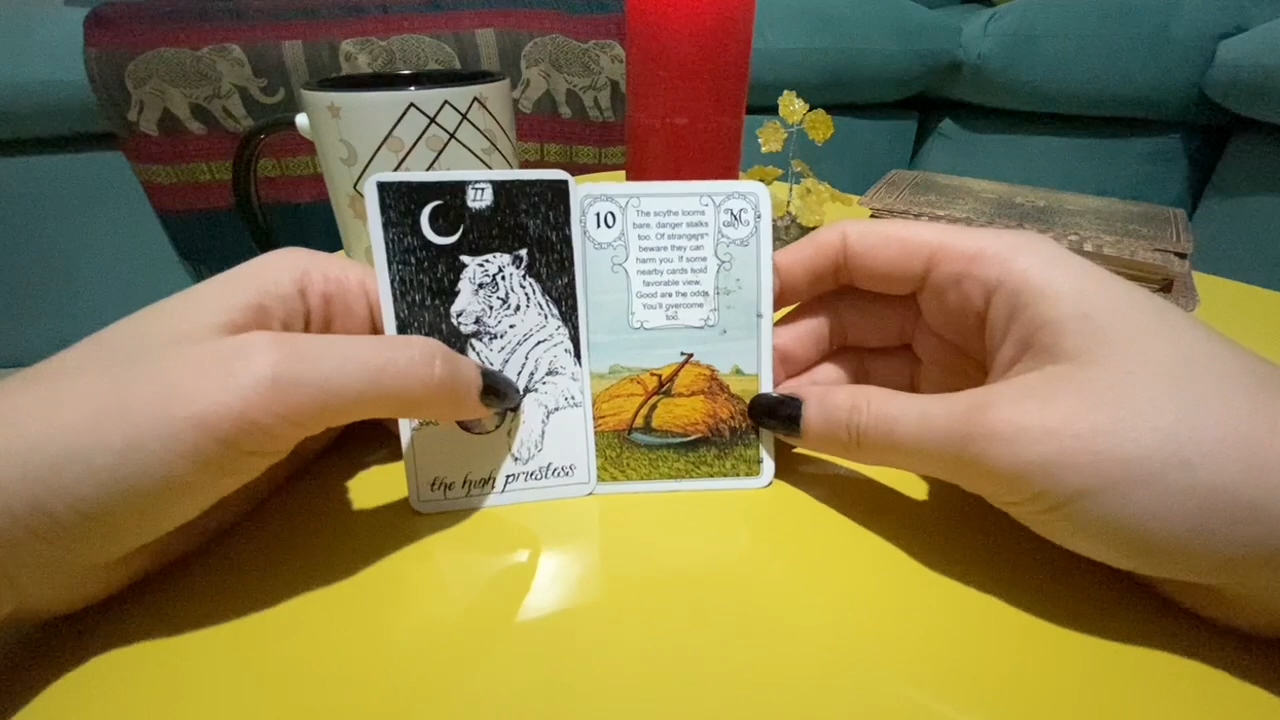 II
the high priestess
10
The scythe looms
bare, danger stalks
too. Of strangers
beware they can
harm you. If some
nearby cards hold
favorable view,
Good are the odds
You'll overcome
too.